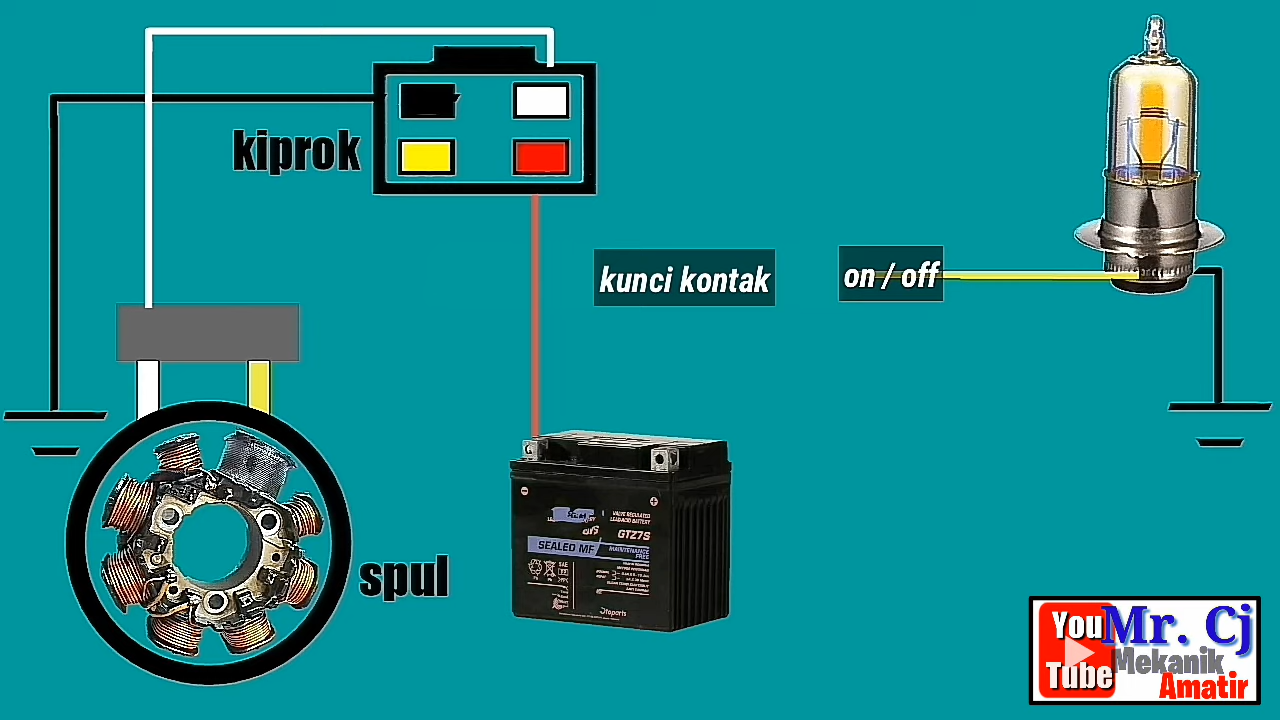 kiprok
kunci kontak
on / off
spul
GTZ7S
SEALED MF
MAINTENANCE
FREE
VALVE REGULATED
LEAD-ACID BATTERY
Otoparts
You
Tube
Mr. Cj
Mekanik
Amatir